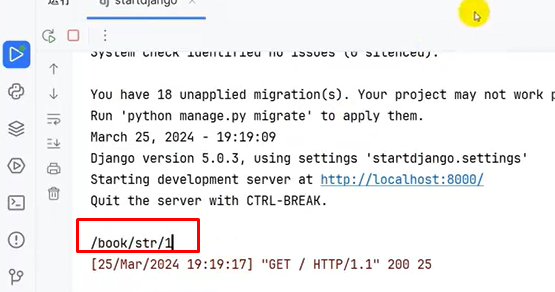 运行
startdjango
System check identified no issues (0 silenced).
You have 18 unapplied migration(s). Your project may not work p
Run 'python manage.py migrate' to apply them.
March 25, 2024 - 19:19:09
Django version 5.0.3, using settings 'startdjango.settings'
Starting development server at http://localhost:8000/
Quit the server with CTRL-BREAK.
/book/str/1
[25/Mar/2024 19:19:17] "GET / HTTP/1.1" 200 25